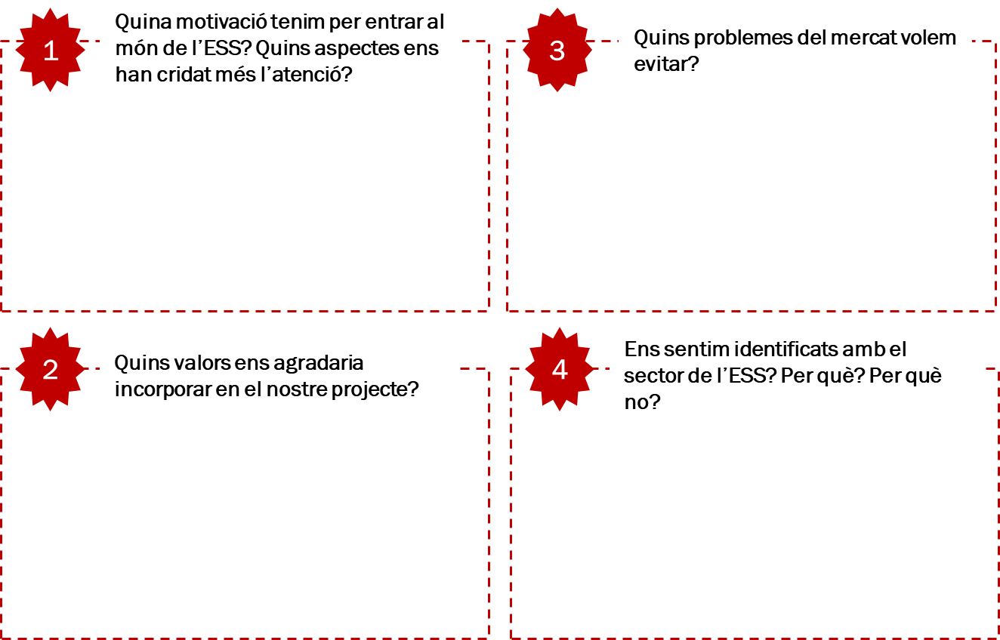 1
Quina motivació tenim per entrar al
món de l’ESS? Quins aspectes ens
han cridat més l’atenció?
2
Quins valors ens agradaria
incorporar en el nostre projecte?
3
Quins problemes del mercat volem
evitar?
4
Ens sentim identificats amb el
sector de l’ESS? Per què? Per què
no?